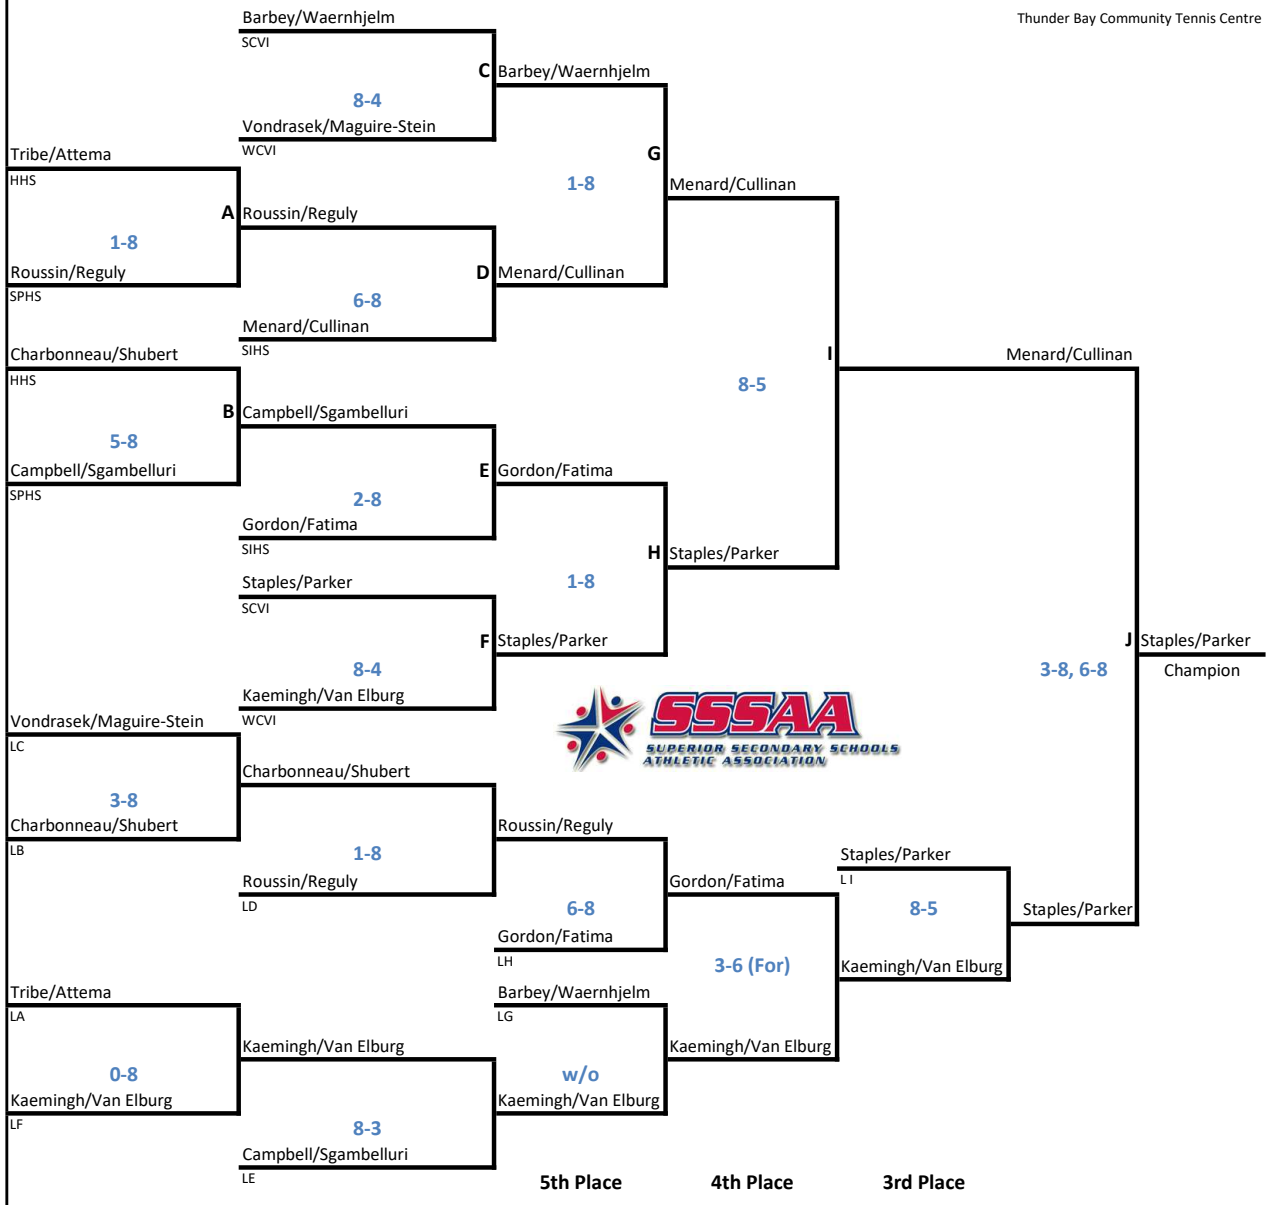 Barbey/Waernhjelm
Thunder Bay Community Tennis Centre
SCVI
C Barbey/Waernhjelm
8-4
Vondrasek/Maguire-Stein
WCVI
Tribe/Attema
G
HHS
1-8
Menard/Cullinan
A Roussin/Reguly
1-8
Roussin/Reguly
D Menard/Cullinan
SPHS
6-8
Menard/Cullinan
SIHS
Charbonneau/Shubert
I
Menard/Cullinan
HHS
8-5
B Campbell/Sgambelluri
5-8
Campbell/Sgambelluri
E Gordon/Fatima
SPHS
2-8
Gordon/Fatima
SIHS
H Staples/Parker
Staples/Parker
1-8
SCVI
F Staples/Parker
J Staples/Parker
8-4
3-8, 6-8
Champion
Kaemingh/Van Elburg
WCVI
Vondrasek/Maguire-Stein
LC
SSSAA
SUPERIOR SECONDARY SCHOOLS
ATHLETIC ASSOCIATION
Charbonneau/Shubert
3-8
Charbonneau/Shubert
Roussin/Reguly
LB
1-8
Staples/Parker
Roussin/Reguly
Gordon/Fatima
L I
LD
6-8
8-5
Staples/Parker
Gordon/Fatima
LH
3-6 (For)
Kaemingh/Van Elburg
Tribe/Attema
Barbey/Waernhjelm
LA
LG
Kaemingh/Van Elburg
Kaemingh/Van Elburg
0-8
w/o
Kaemingh/Van Elburg
Kaemingh/Van Elburg
LF
8-3
Campbell/Sgambelluri
LE
5th Place
4th Place
3rd Place